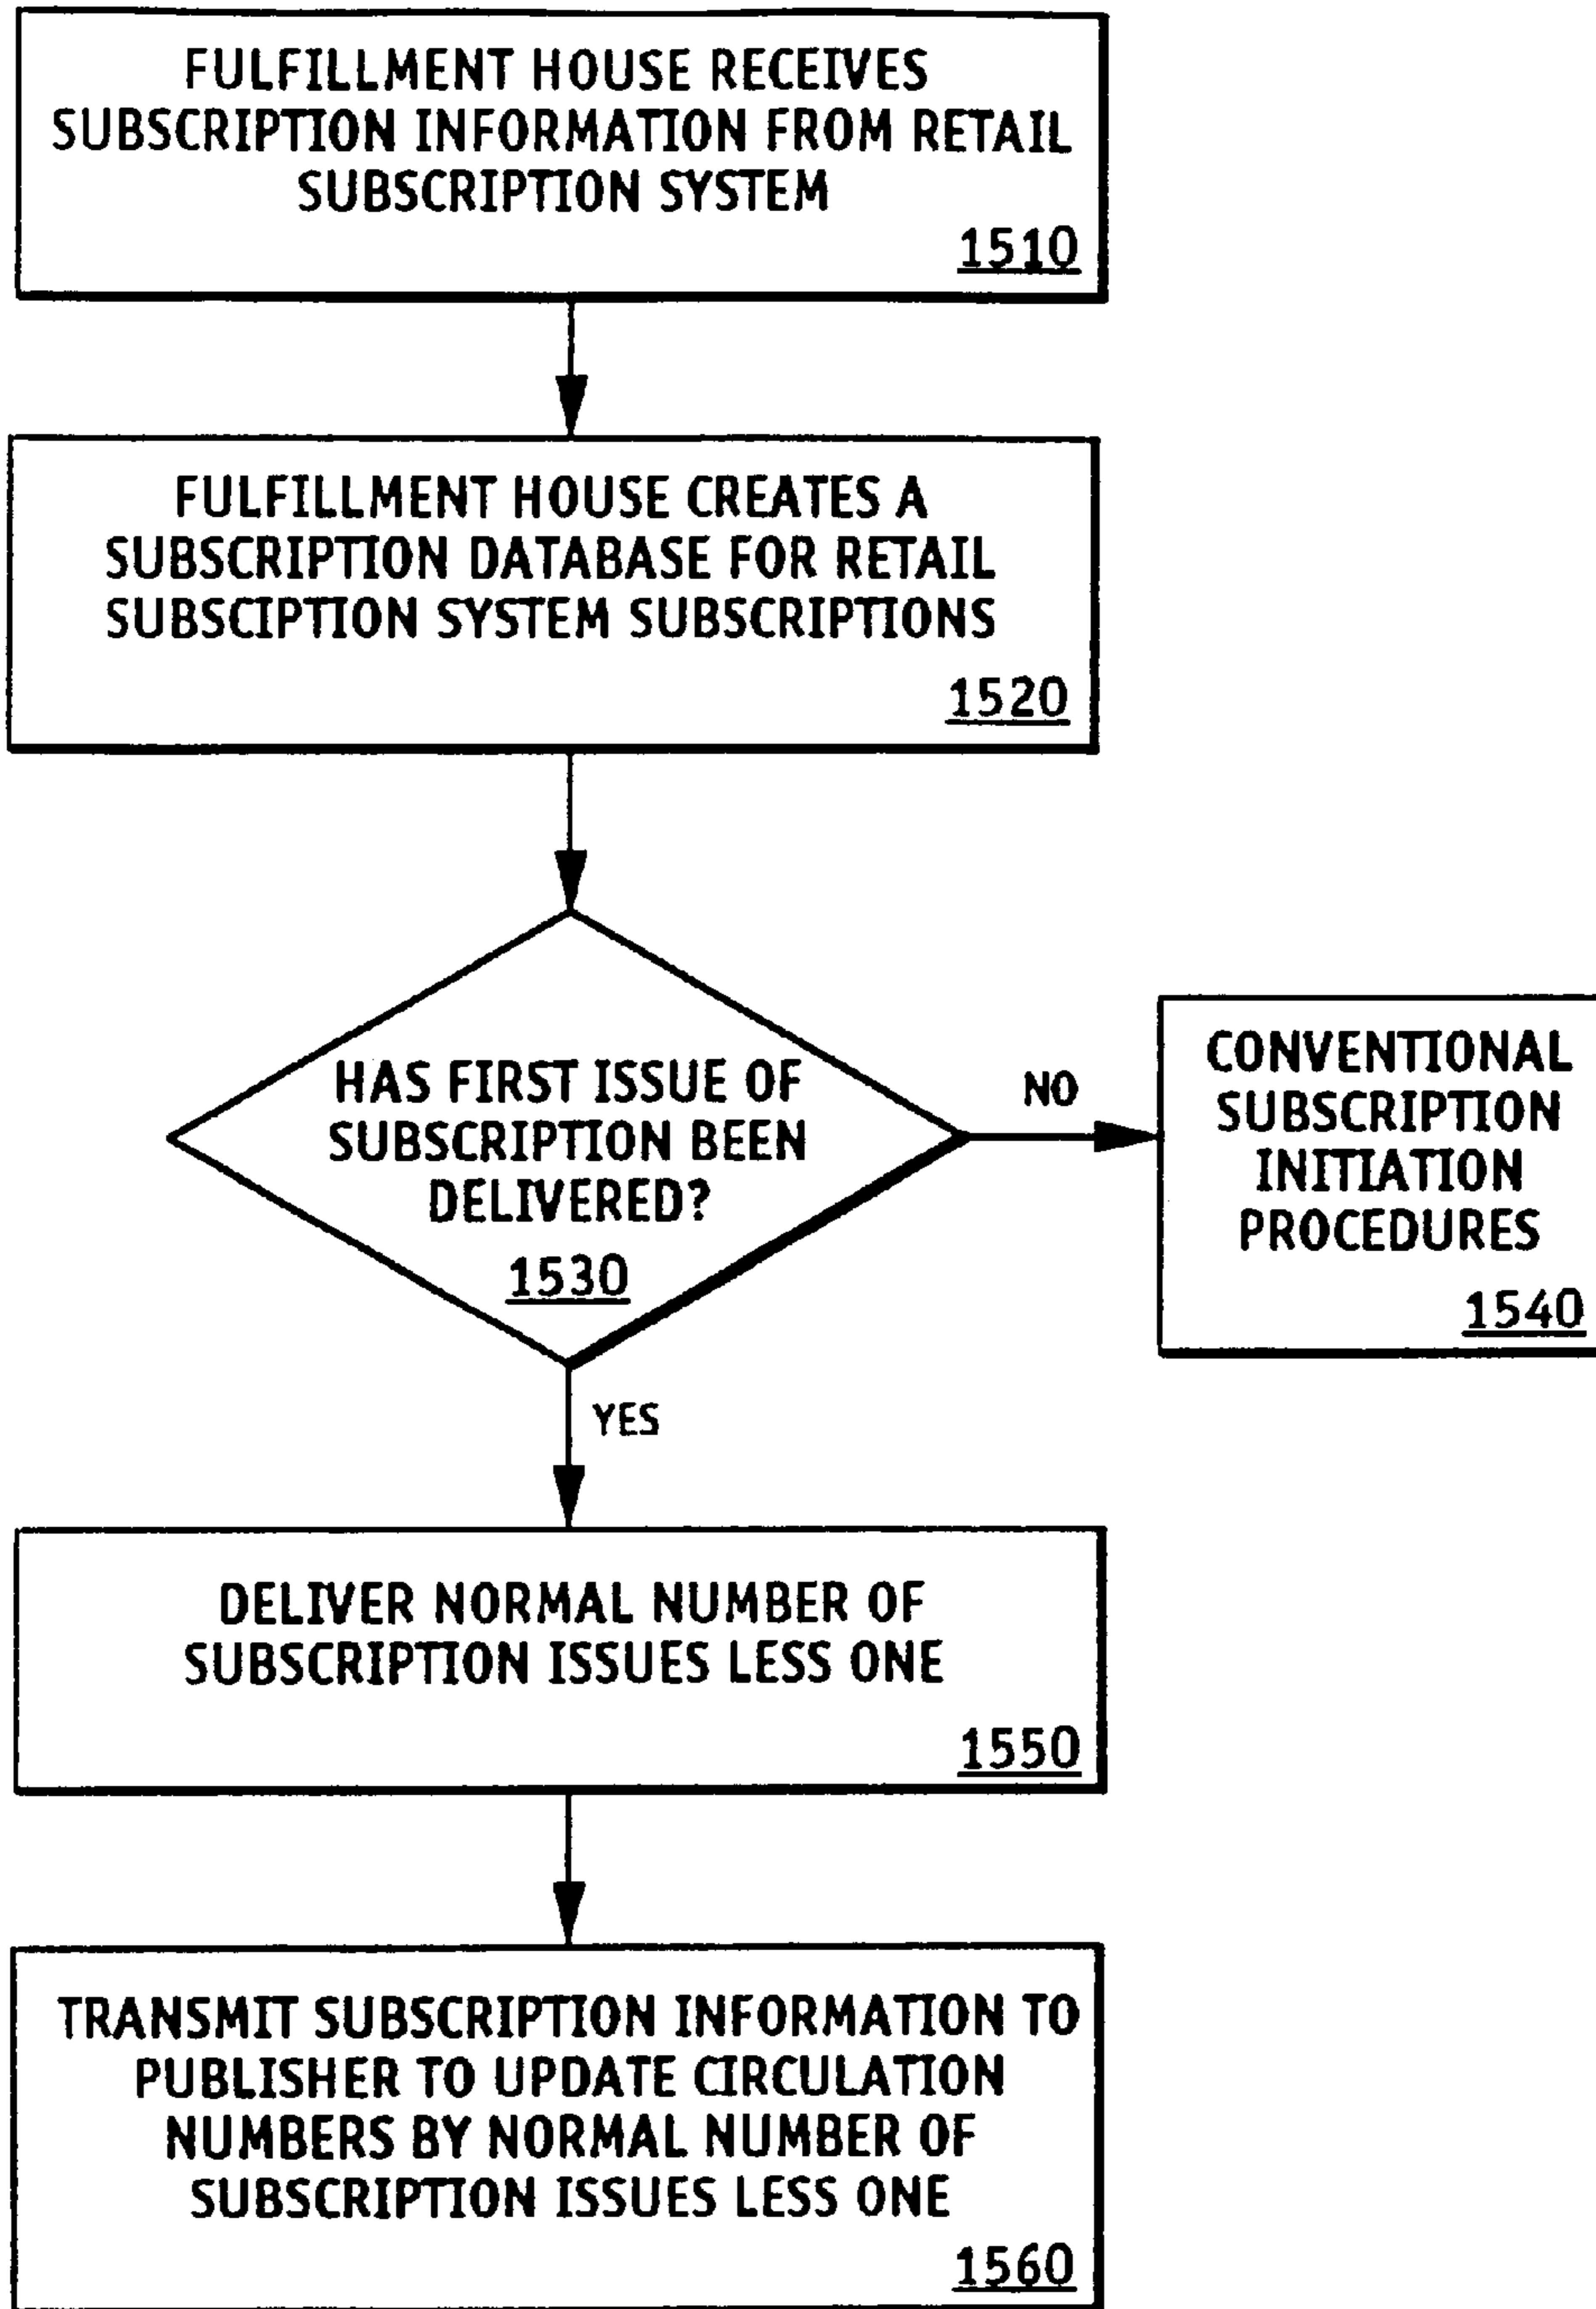 FULFILLMENT HOUSE RECEIVES
SUBSCRIPTION INFORMATION FROM RETAIL
SUBSCRIPTION SYSTEM
1510
FULFILLMENT HOUSE CREATES A
SUBSCRIPTION DATABASE FOR RETAIL
SUBSCIPTION SYSTEM SUBSCRIPTIONS
1520
HAS FIRST ISSUE OF
SUBSCRIPTION BEEN
DELIVERED?
1530
NO
CONVENTIONAL
SUBSCRIPTION
INITIATION
PROCEDURES
1540
YES
DELIVER NORMAL NUMBER OF
SUBSCRIPTION ISSUES LESS ONE
1550
TRANSMIT SUBSCRIPTION INFORMATION TO
PUBLISHER TO UPDATE CIRCULATION
NUMBERS BY NORMAL NUMBER OF
SUBSCRIPTION ISSUES LESS ONE
1560